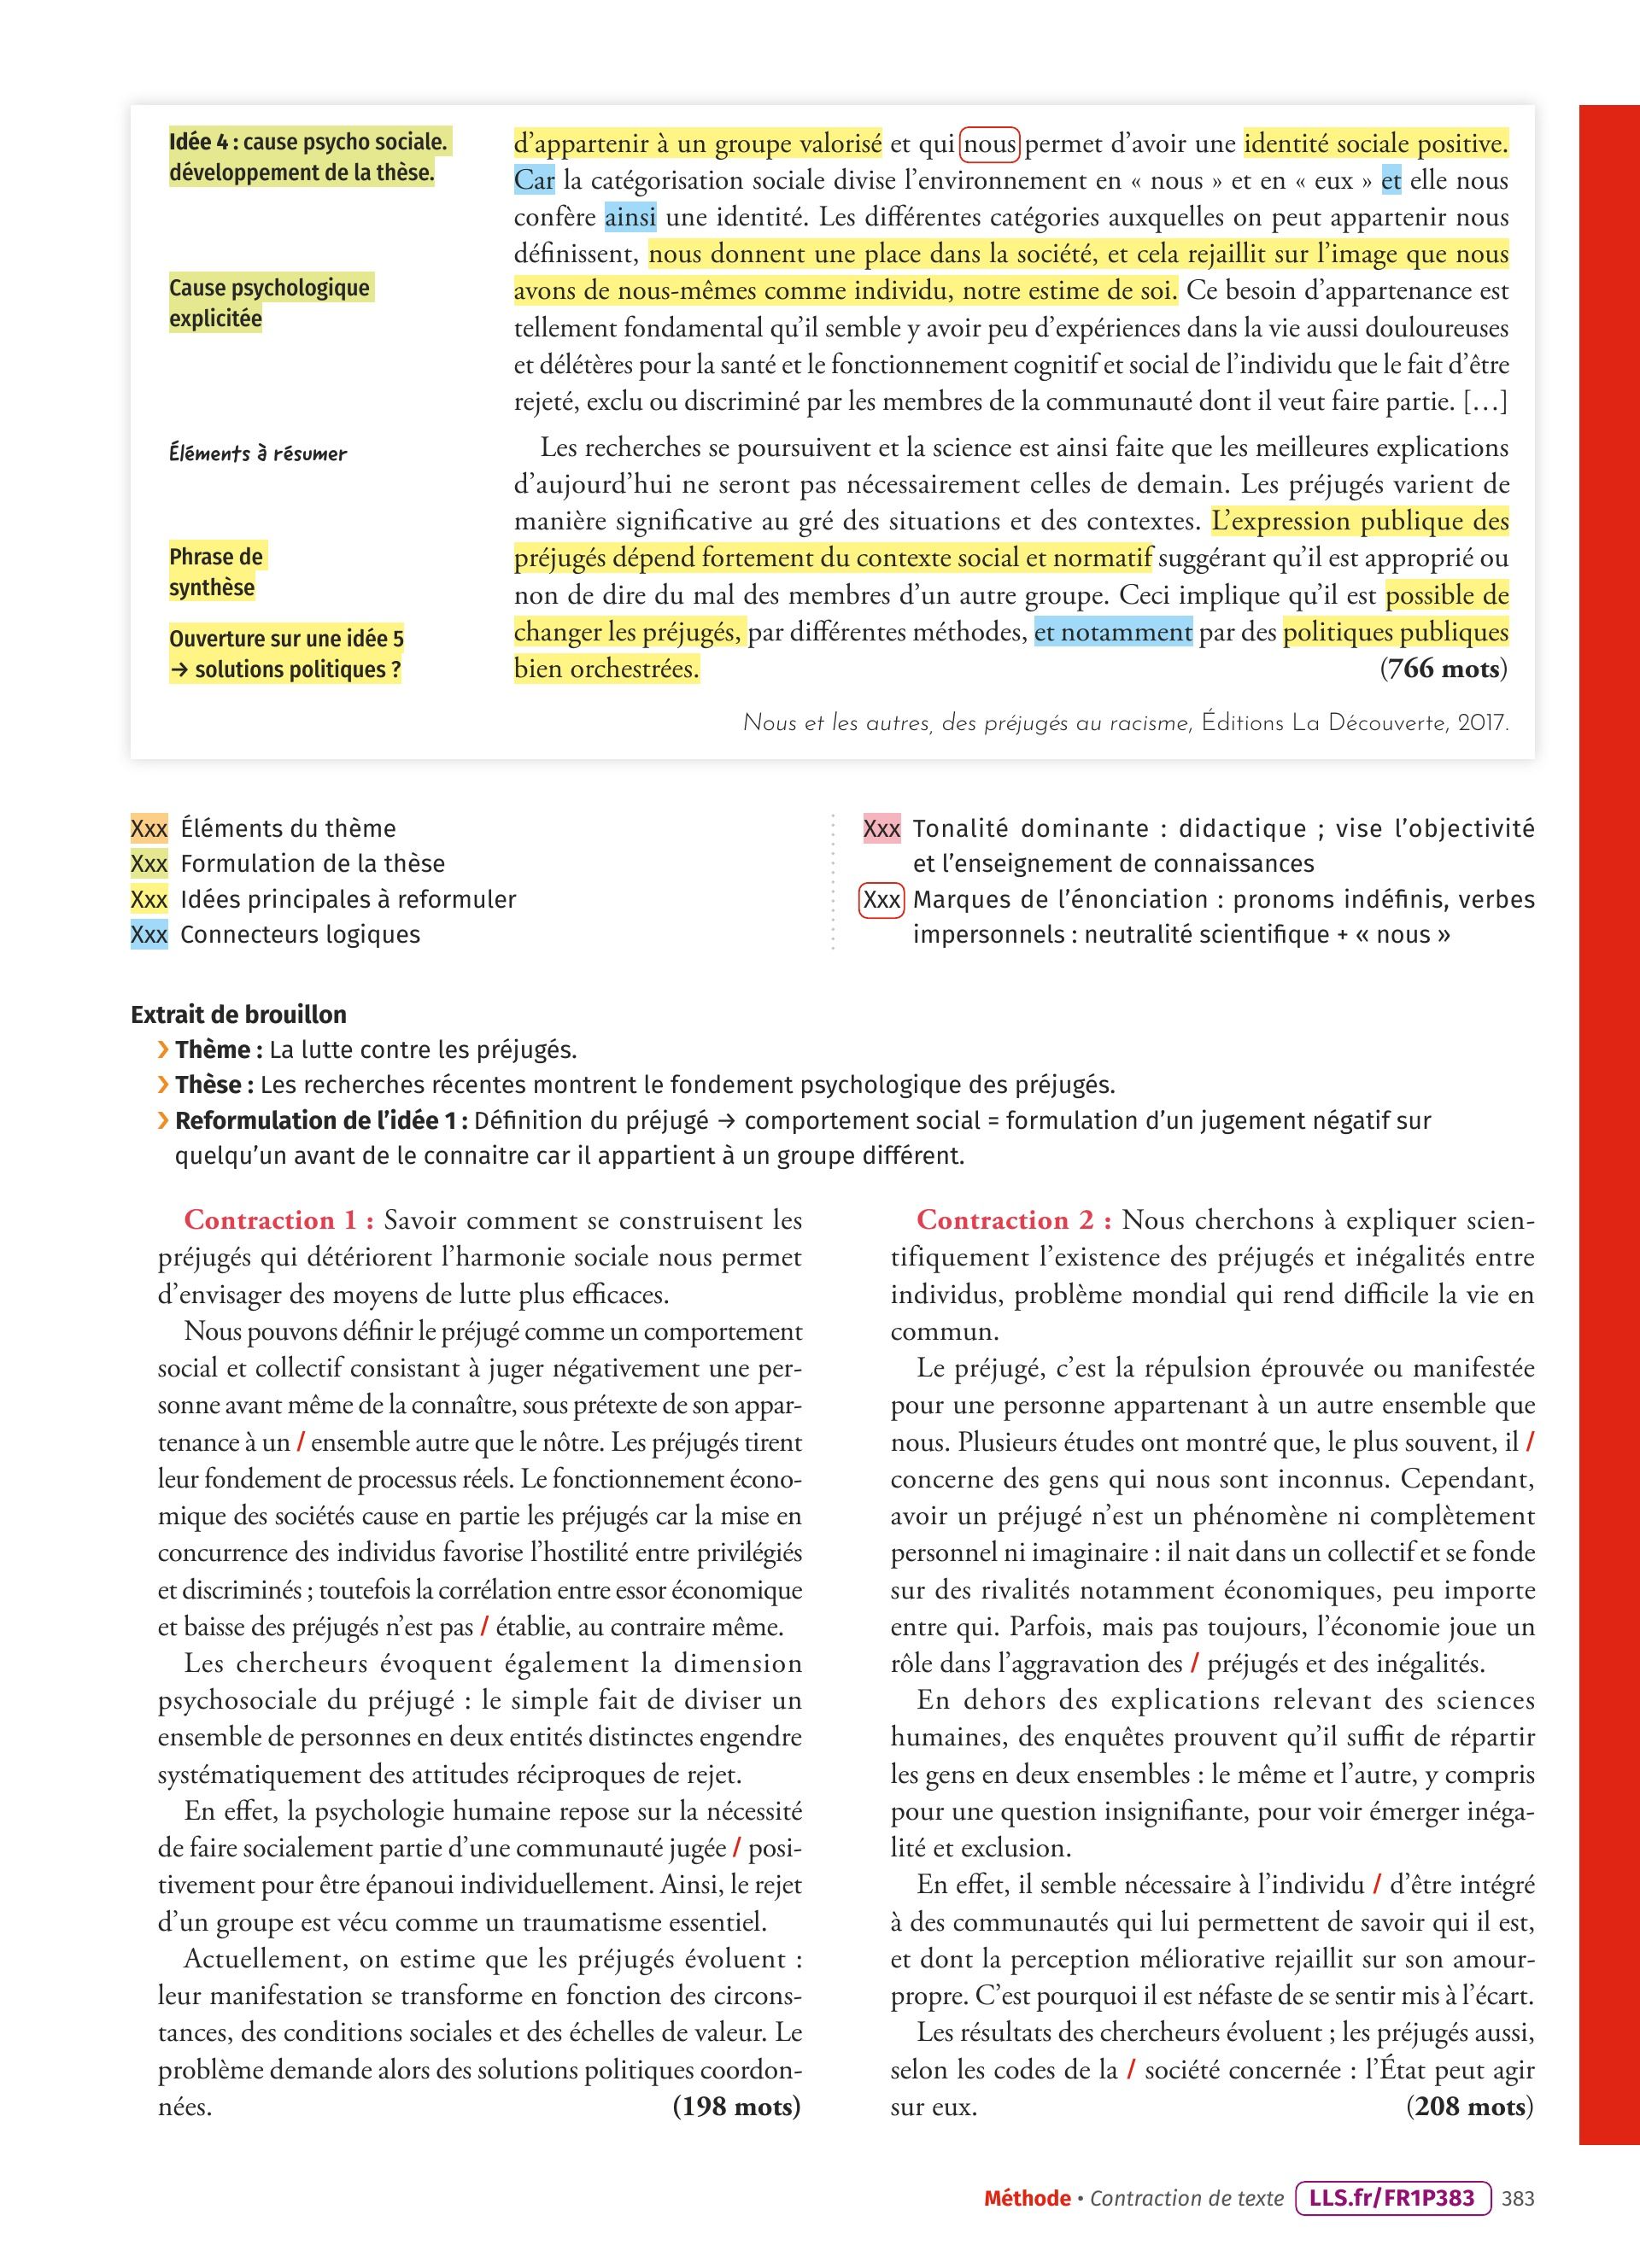 Idée 4 : cause psycho sociale.
développement de la thèse.
Cause psychologique
explicitée
Éléments à résumer
Phrase de
synthèse
Ouverture sur une idée 5
→ solutions politiques ?
d’appartenir à un groupe valorisé et qui nous permet d’avoir une identité sociale positive.
Car la catégorisation sociale divise l’environnement en « nous » et en « eux » et elle nous
confère ainsi une identité. Les différentes catégories auxquelles on peut appartenir nous
définissent, nous donnent une place dans la société, et cela rejaillit sur l’image que nous
avons de nous-mêmes comme individu, notre estime de soi. Ce besoin d’appartenance est
tellement fondamental qu’il semble y avoir peu d’expériences dans la vie aussi douloureuses
et délétères pour la santé et le fonctionnement cognitif et social de l’individu que le fait d’être
rejeté, exclu ou discriminé par les membres de la communauté dont il veut faire partie. […]
Les recherches se poursuivent et la science est ainsi faite que les meilleures explications
d’aujourd’hui ne seront pas nécessairement celles de demain. Les préjugés varient de
manière significative au gré des situations et des contextes. L’expression publique des
préjugés dépend fortement du contexte social et normatif suggérant qu’il est approprié ou
non de dire du mal des membres d’un autre groupe. Ceci implique qu’il est possible de
changer les préjugés, par différentes méthodes, et notamment par des politiques publiques
bien orchestrées. (766 mots)
Nous et les autres, des préjugés au racisme, Éditions La Découverte, 2017.
Xxx Éléments du thème
Xxx Formulation de la thèse
Xxx Idées principales à reformuler
Xxx Connecteurs logiques
Xxx Tonalité dominante : didactique ; vise l’objectivité
et l’enseignement de connaissances
Xxx Marques de l’énonciation : pronoms indéfinis, verbes
impersonnels : neutralité scientifique + « nous »
Extrait de brouillon
› Thème : La lutte contre les préjugés.
› Thèse : Les recherches récentes montrent le fondement psychologique des préjugés.
› Reformulation de l’idée 1 : Définition du préjugé → comportement social = formulation d’un jugement négatif sur
quelqu’un avant de le connaitre car il appartient à un groupe différent.
Contraction 1 : Savoir comment se construisent les
préjugés qui détériorent l’harmonie sociale nous permet
d’envisager des moyens de lutte plus efficaces.
Nous pouvons définir le préjugé comme un comportement
social et collectif consistant à juger négativement une per-
sonne avant même de la connaître, sous prétexte de son appar-
tenance à un / ensemble autre que le nôtre. Les préjugés tirent
leur fondement de processus réels. Le fonctionnement écono-
mique des sociétés cause en partie les préjugés car la mise en
concurrence des individus favorise l’hostilité entre privilégiés
et discriminés ; toutefois la corrélation entre essor économique
et baisse des préjugés n’est pas / établie, au contraire même.
Les chercheurs évoquent également la dimension
psychosociale du préjugé : le simple fait de diviser un
ensemble de personnes en deux entités distinctes engendre
systématiquement des attitudes réciproques de rejet.
En effet, la psychologie humaine repose sur la nécessité
de faire socialement partie d’une communauté jugée / posi-
tivement pour être épanoui individuellement. Ainsi, le rejet
d’un groupe est vécu comme un traumatisme essentiel.
Actuellement, on estime que les préjugés évoluent :
leur manifestation se transforme en fonction des circons-
tances, des conditions sociales et des échelles de valeur. Le
problème demande alors des solutions politiques coordon-
nées. (198 mots)
Contraction 2 : Nous cherchons à expliquer scien-
tifiquement l’existence des préjugés et inégalités entre
individus, problème mondial qui rend difficile la vie en
commun.
Le préjugé, c’est la répulsion éprouvée ou manifestée
pour une personne appartenant à un autre ensemble que
nous. Plusieurs études ont montré que, le plus souvent, il /
concerne des gens qui nous sont inconnus. Cependant,
avoir un préjugé n’est un phénomène ni complètement
personnel ni imaginaire : il nait dans un collectif et se fonde
sur des rivalités notamment économiques, peu importe
entre qui. Parfois, mais pas toujours, l’économie joue un
rôle dans l’aggravation des / préjugés et des inégalités.
En dehors des explications relevant des sciences
humaines, des enquêtes prouvent qu’il suffit de répartir
les gens en deux ensembles : le même et l’autre, y compris
pour une question insignifiante, pour voir émerger inéga-
lité et exclusion.
En effet, il semble nécessaire à l’individu / d’être intégré
à des communautés qui lui permettent de savoir qui il est,
et dont la perception méliorative rejaillit sur son amour-
propre. C’est pourquoi il est néfaste de se sentir mis à l’écart.
Les résultats des chercheurs évoluent ; les préjugés aussi,
selon les codes de la / société concernée : l’État peut agir
sur eux. (208 mots)
Méthode • Contraction de texte LLS.fr/FR1P383 383